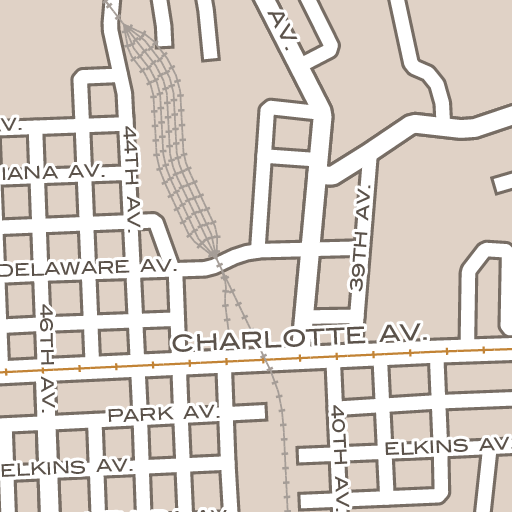 AV.
AV.
44TH AV.
IANA AV.
39TH AV.
DELAWARE AV.
46TH AV.
CHARLOTTE AV.
PARK AV.
40TH AV.
ELKINS AV.
ELKINS AV.